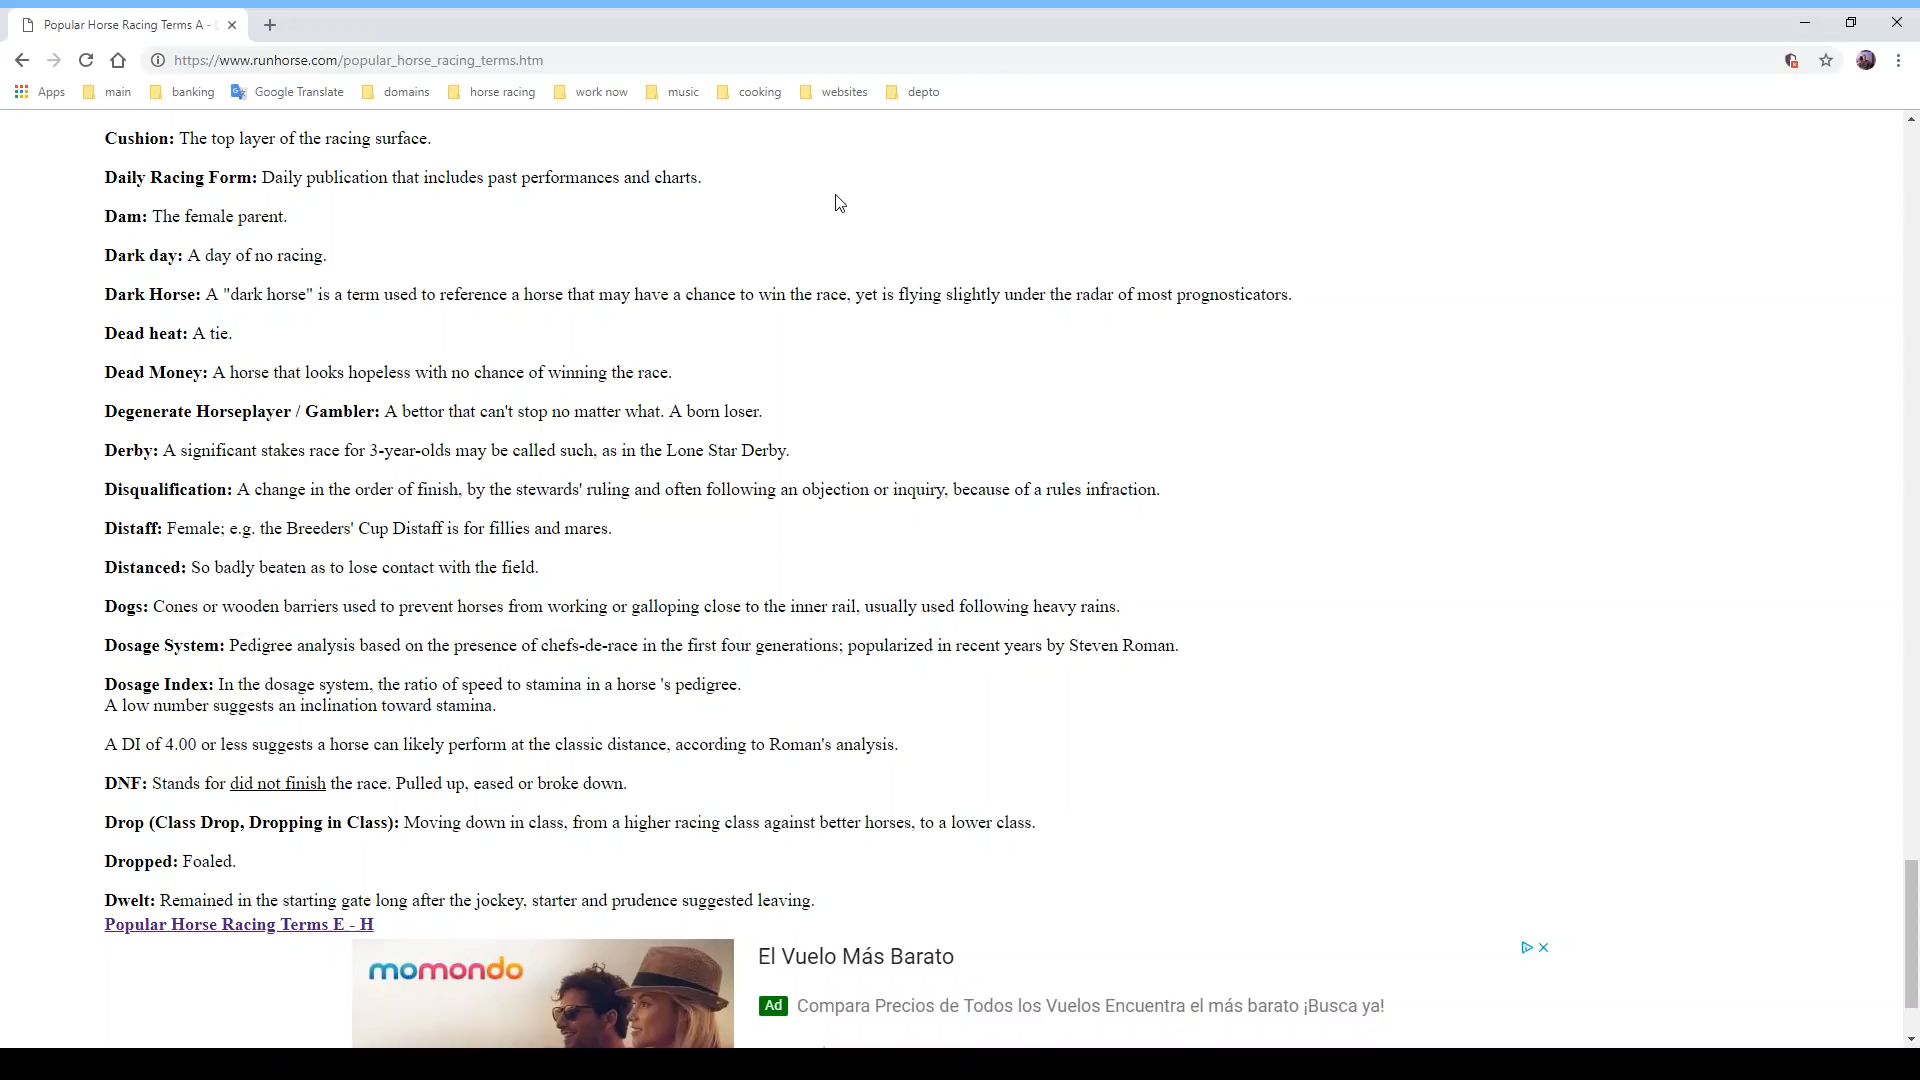 Popular Horse Racing Terms A -
https://www.runhorse.com/popular_horse_racing_terms.htm
Apps main banking Google Translate domains horse racing work now music cooking websites depto
Cushion: The top layer of the racing surface.
Daily Racing Form: Daily publication that includes past performances and charts.
Dam: The female parent.
Dark day: A day of no racing.
Dark Horse: A "dark horse" is a term used to reference a horse that may have a chance to win the race, yet is flying slightly under the radar of most prognosticators.
Dead heat: A tie.
Dead Money: A horse that looks hopeless with no chance of winning the race.
Degenerate Horseplayer / Gambler: A bettor that can't stop no matter what. A born loser.
Derby: A significant stakes race for 3-year-olds may be called such, as in the Lone Star Derby.
Disqualification: A change in the order of finish, by the stewards' ruling and often following an objection or inquiry, because of a rules infraction.
Distaff: Female; e.g. the Breeders' Cup Distaff is for fillies and mares.
Distanced: So badly beaten as to lose contact with the field.
Dogs: Cones or wooden barriers used to prevent horses from working or galloping close to the inner rail, usually used following heavy rains.
Dosage System: Pedigree analysis based on the presence of chefs-de-race in the first four generations; popularized in recent years by Steven Roman.
Dosage Index: In the dosage system, the ratio of speed to stamina in a horse 's pedigree.
A low number suggests an inclination toward stamina.
A DI of 4.00 or less suggests a horse can likely perform at the classic distance, according to Roman's analysis.
DNF: Stands for did not finish the race. Pulled up, eased or broke down.
Drop (Class Drop, Dropping in Class): Moving down in class, from a higher racing class against better horses, to a lower class.
Dropped: Foaled.
Dwelt: Remained in the starting gate long after the jockey, starter and prudence suggested leaving.
Popular Horse Racing Terms E - H
momondo
El Vuelo Más Barato
Ad Compara Precios de Todos los Vuelos Encuentra el más barato ¡Busca ya!